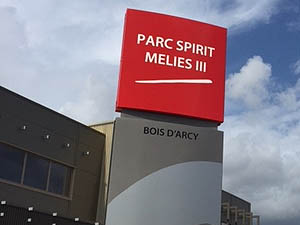 PARC SPIRIT
MELIES III
BOIS D'ARCY